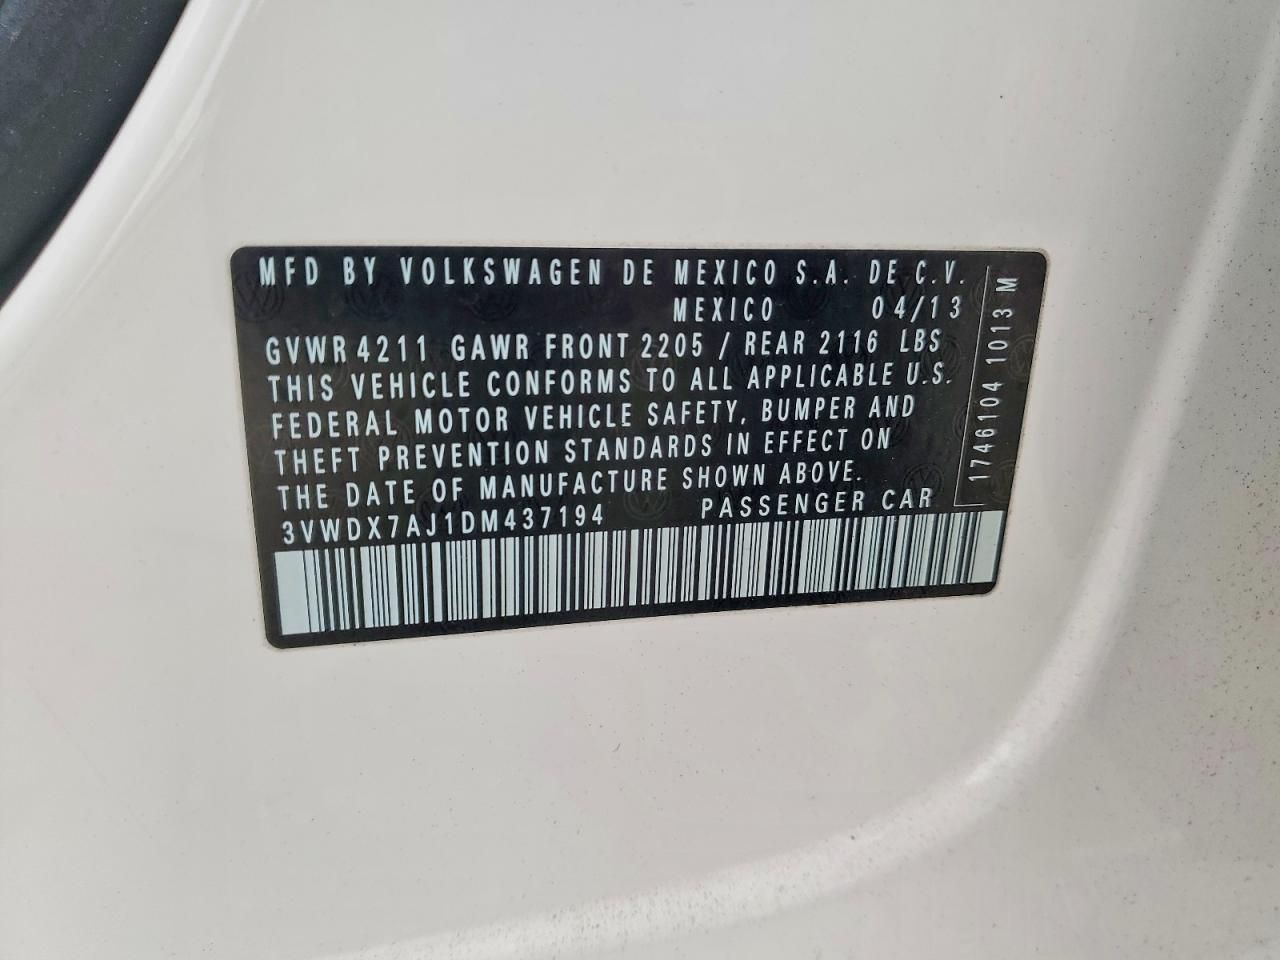 MFD BY VOLKSWAGEN DE MEXICO S.A. DE C.V.
MEXICO 04/13
GVWR 4211 GAWR FRONT 2205 / REAR 2116 LBS
THIS VEHICLE CONFORMS TO ALL APPLICABLE U.S.
FEDERAL MOTOR VEHICLE SAFETY, BUMPER AND
THEFT PREVENTION STANDARDS IN EFFECT ON
THE DATE OF MANUFACTURE SHOWN ABOVE.
3VWDX7AJ1DM437194 PASSENGER CAR
1746104 1013 M